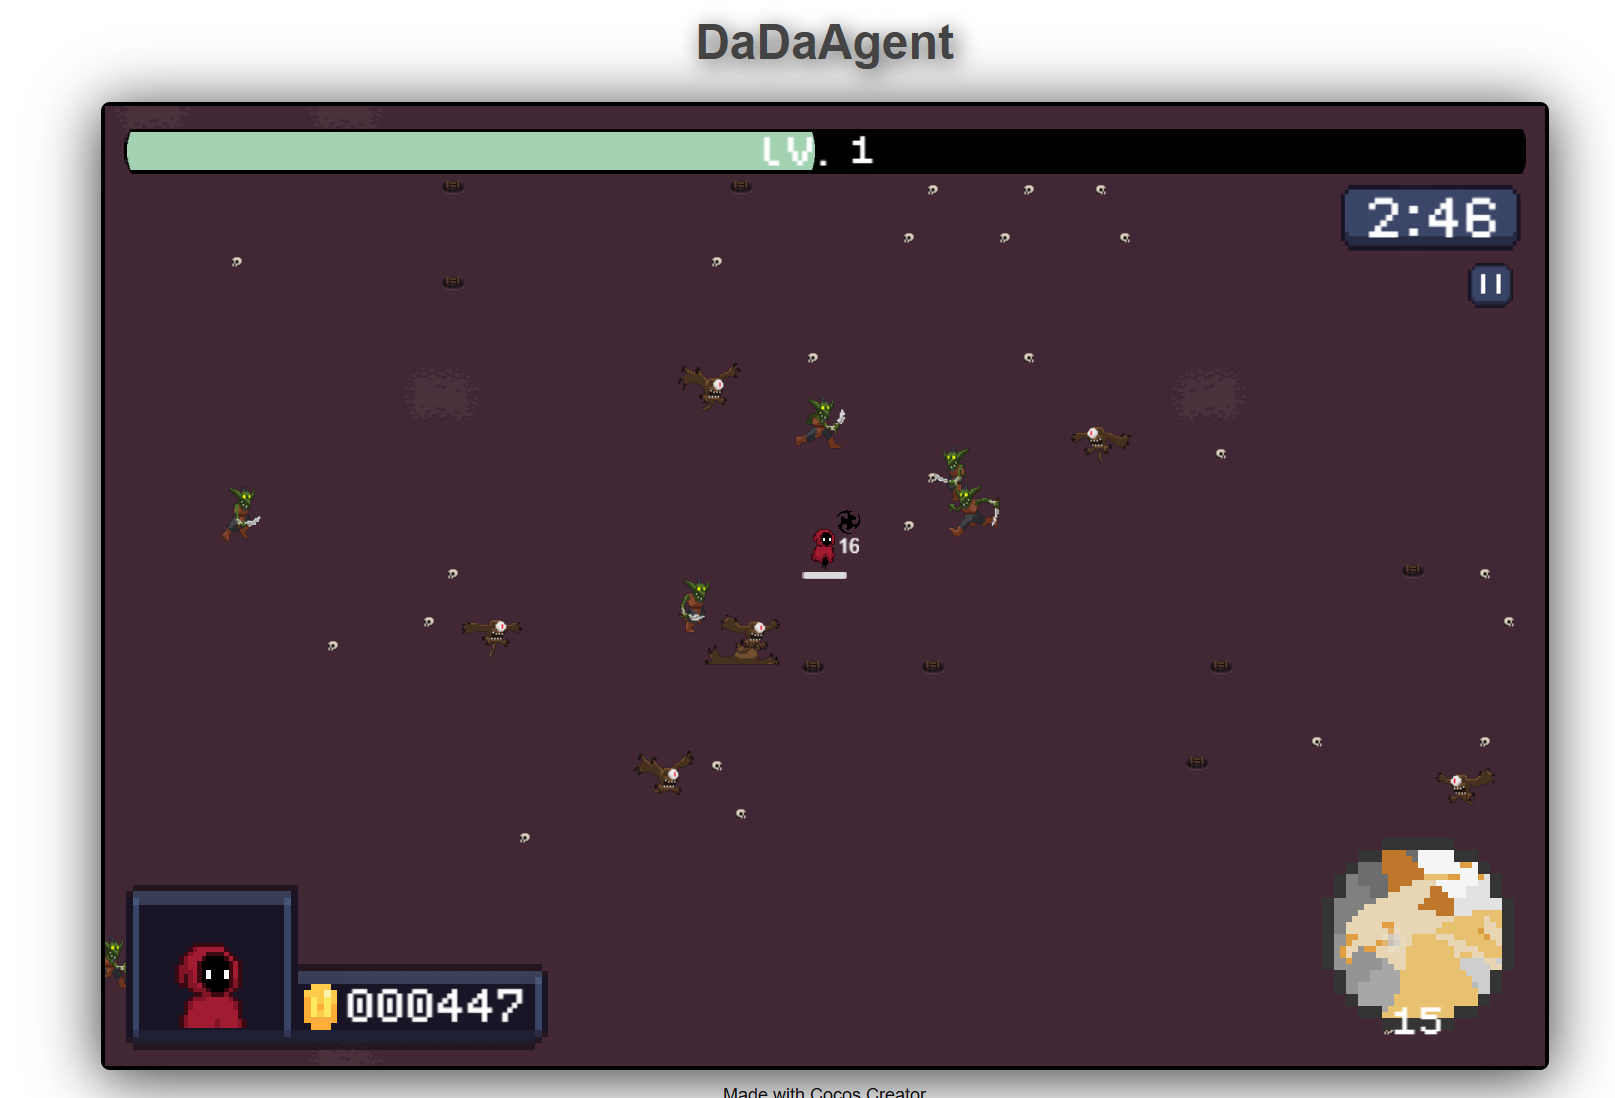 DaDaAgent
LV. 1
2:46
16
000447
15
Made with Cocos Creator